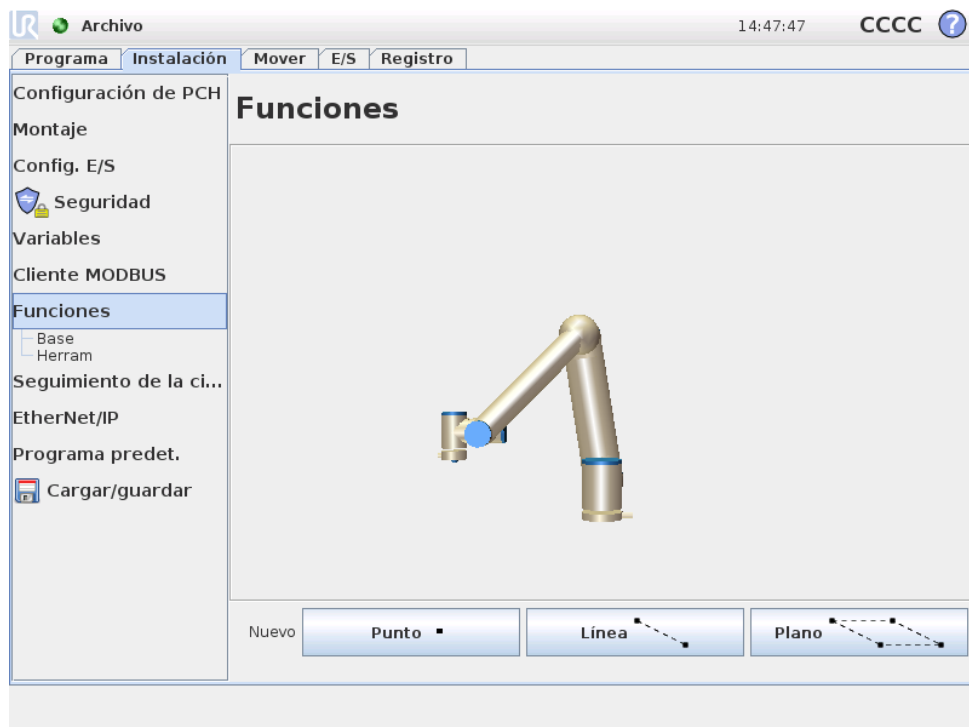 UR Archivo 14:47:47 CCCC ?
Programa Instalación Mover E/S Registro
Configuración de PCH
Montaje
Config. E/S
Seguridad
Variables
Cliente MODBUS
Funciones
Base
Herram
Seguimiento de la ci...
EtherNet/IP
Programa predet.
Cargar/guardar
Funciones
Nuevo Punto Línea Plano